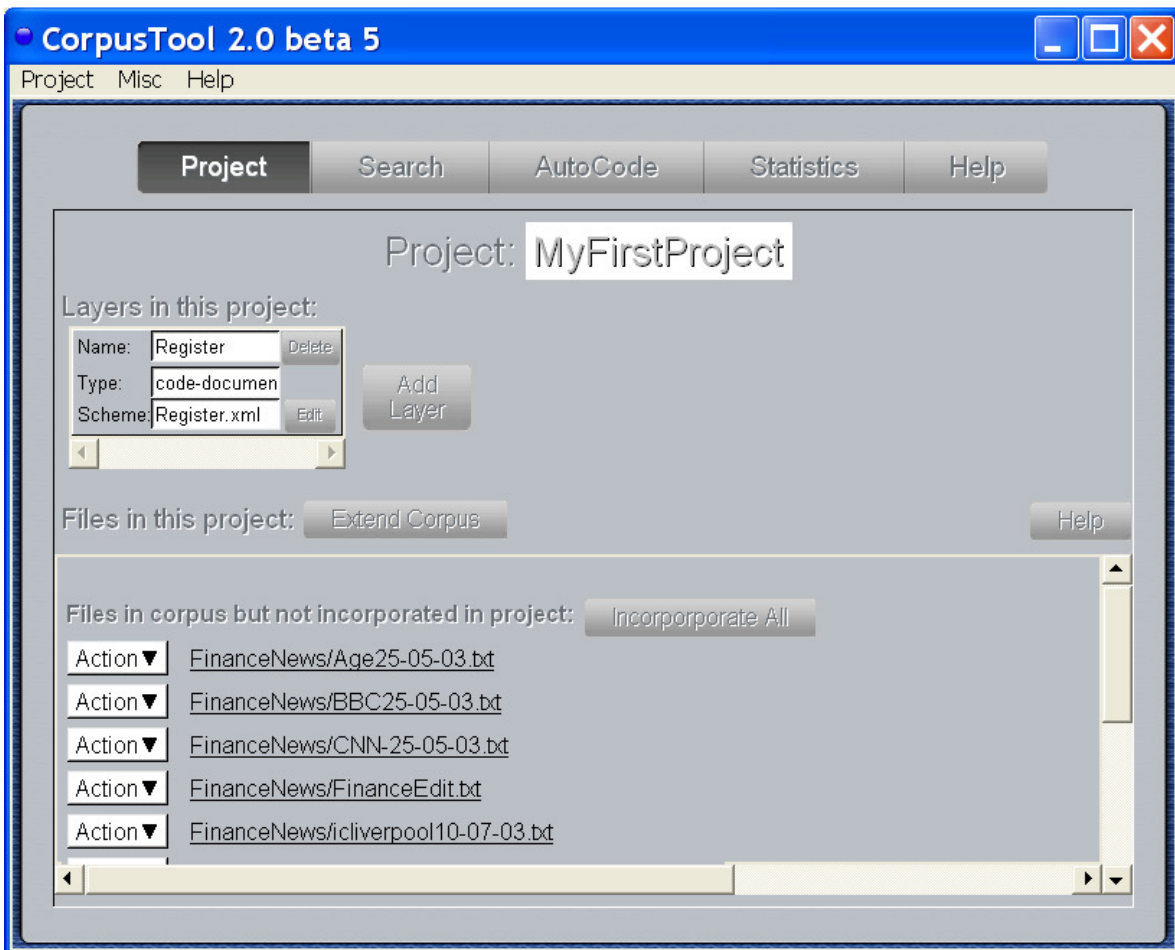 CorpusTool 2.0 beta 5
Project Misc Help
Project Search AutoCode Statistics Help
Project: MyFirstProject
Layers in this project:
Name: Register Delete
Type: code-documen
Scheme: Register.xml Edit
Add
Layer
Files in this project: Extend Corpus Help
Files in corpus but not incorporated in project: Incorporporate All
Action▼ FinanceNews/Age25-05-03.txt
Action▼ FinanceNews/BBC25-05-03.txt
Action▼ FinanceNews/CNN-25-05-03.txt
Action▼ FinanceNews/FinanceEdit.txt
Action▼ FinanceNews/icliverpool10-07-03.txt